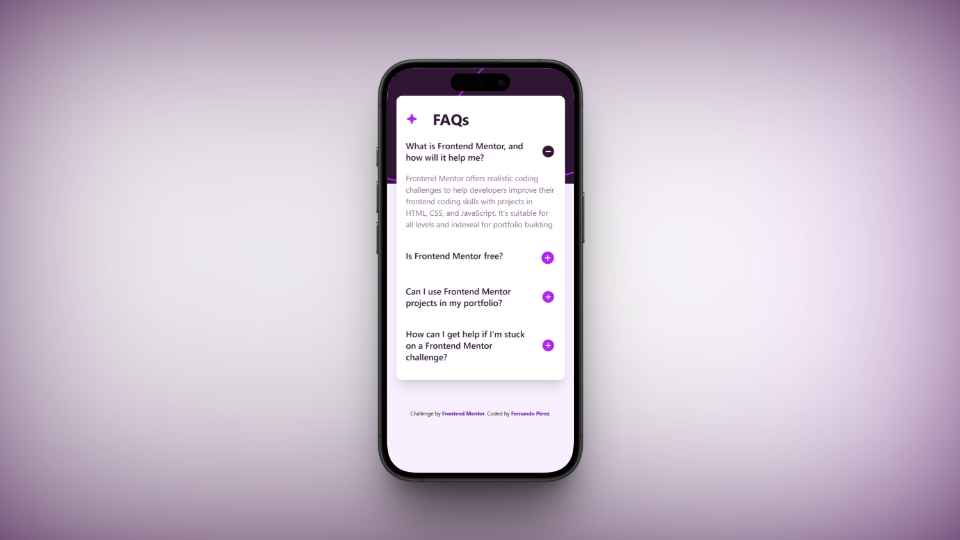 FAQs
What is Frontend Mentor, and
how will it help me?
Frontend Mentor offers realistic coding
challenges to help developers improve their
frontend coding skills with projects in
HTML, CSS, and JavaScript. It's suitable for
all levels and indexeal for portfolio building.
Is Frontend Mentor free?
Can I use Frontend Mentor
projects in my portfolio?
How can I get help if I'm stuck
on a Frontend Mentor
challenge?
Challenge by Frontend Mentor. Coded by Fernando Pérez.